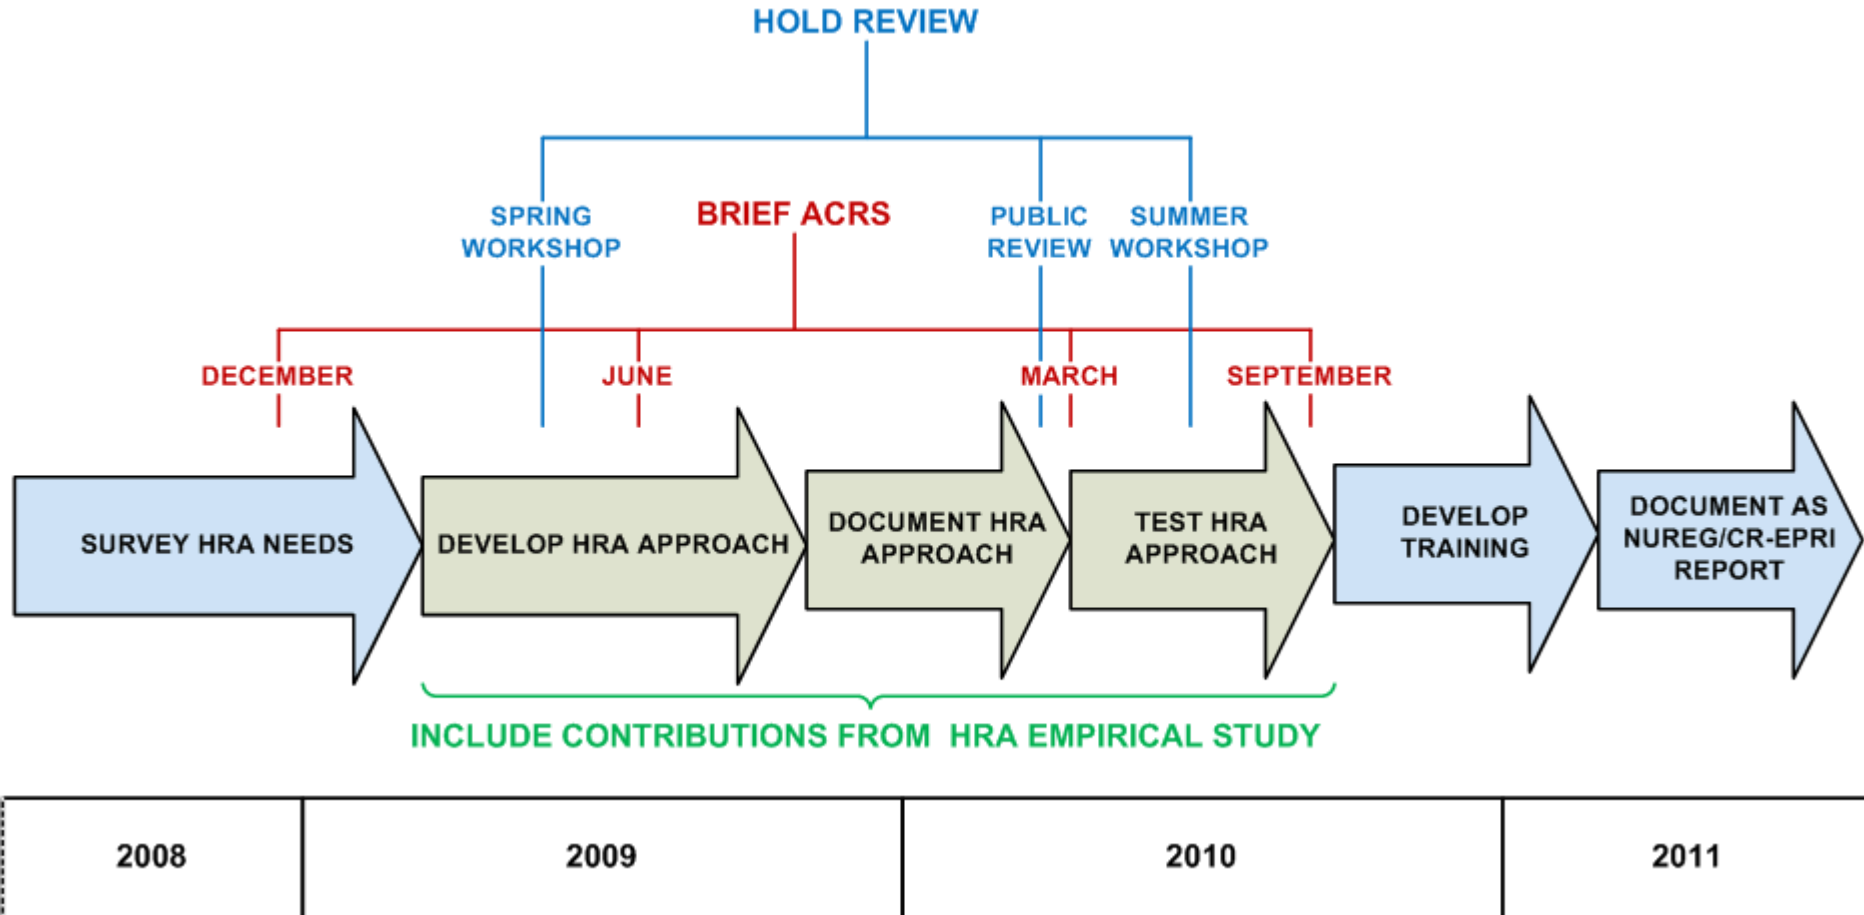 HOLD REVIEW
SPRING
WORKSHOP
BRIEF ACRS
PUBLIC
REVIEW
SUMMER
WORKSHOP
DECEMBER
JUNE
MARCH
SEPTEMBER
SURVEY HRA NEEDS
DEVELOP HRA APPROACH
DOCUMENT HRA
APPROACH
TEST HRA
APPROACH
DEVELOP
TRAINING
DOCUMENT AS
NUREG/CR-EPRI
REPORT
INCLUDE CONTRIBUTIONS FROM HRA EMPIRICAL STUDY
2008
2009
2010
2011